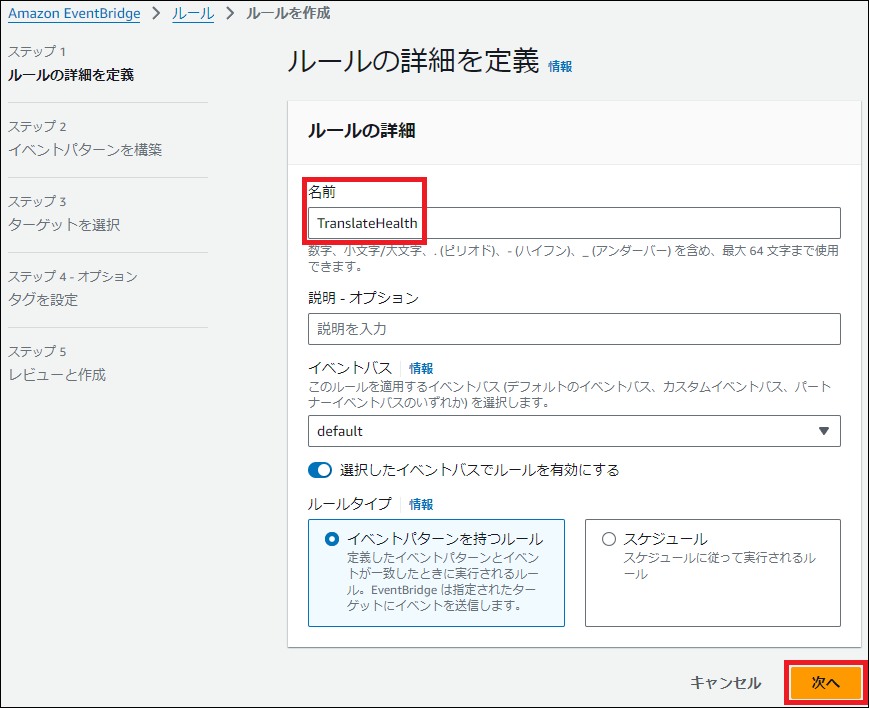 Amazon EventBridge > ルール > ルールを作成
ステップ 1
ルールの詳細を定義
ステップ 2
イベントパターンを構築
ステップ 3
ターゲットを選択
ステップ 4 - オプション
タグを設定
ステップ 5
レビューと作成
ルールの詳細を定義 情報
ルールの詳細
名前
TranslateHealth
数字、小文字/大文字、. (ピリオド)、- (ハイフン)、_ (アンダーバー) を含め、最大 64 文字まで使用
できます。
説明 - オプション
説明を入力
イベントバス 情報
このルールを適用するイベントバス (デフォルトのイベントバス、カスタムイベントバス、パート
ナーイベントバスのいずれか) を選択します。
default
選択したイベントバスでルールを有効にする
ルールタイプ 情報
イベントパターンを持つルール
定義したイベントパターンとイベン
トが一致したときに実行されるルー
ル。EventBridge は指定されたター
ゲットにイベントを送信します。
スケジュール
スケジュールに従って実行されるル
ール
キャンセル
次へ